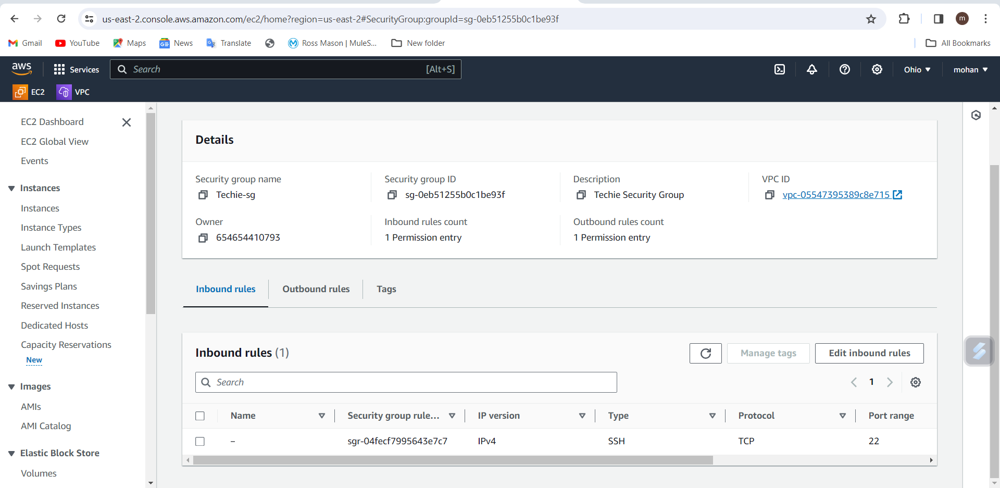 us-east-2.console.aws.amazon.com/ec2/home?region=us-east-2#SecurityGroup:groupId=sg-0eb51255b0c1be93f
m
Gmail
YouTube
Maps
News
Translate
Ross Mason | MuleS...
New folder
All Bookmarks
aws
Services
Search
[Alt+S]
Ohio
mohan
EC2
VPC
EC2 Dashboard
EC2 Global View
Events
Instances
Instances
Instance Types
Launch Templates
Spot Requests
Savings Plans
Reserved Instances
Dedicated Hosts
Capacity Reservations
New
Images
AMIs
AMI Catalog
Elastic Block Store
Volumes
Details
Security group name
Techie-sg
Security group ID
sg-0eb51255b0c1be93f
Description
Techie Security Group
VPC ID
vpc-05547395389c8e715
Owner
654654410793
Inbound rules count
1 Permission entry
Outbound rules count
1 Permission entry
Inbound rules
Outbound rules
Tags
Inbound rules (1)
Manage tags
Edit inbound rules
Search
1
Name
Security group rule...
IP version
Type
Protocol
Port range
–
sgr-04fecf7995643e7c7
IPv4
SSH
TCP
22